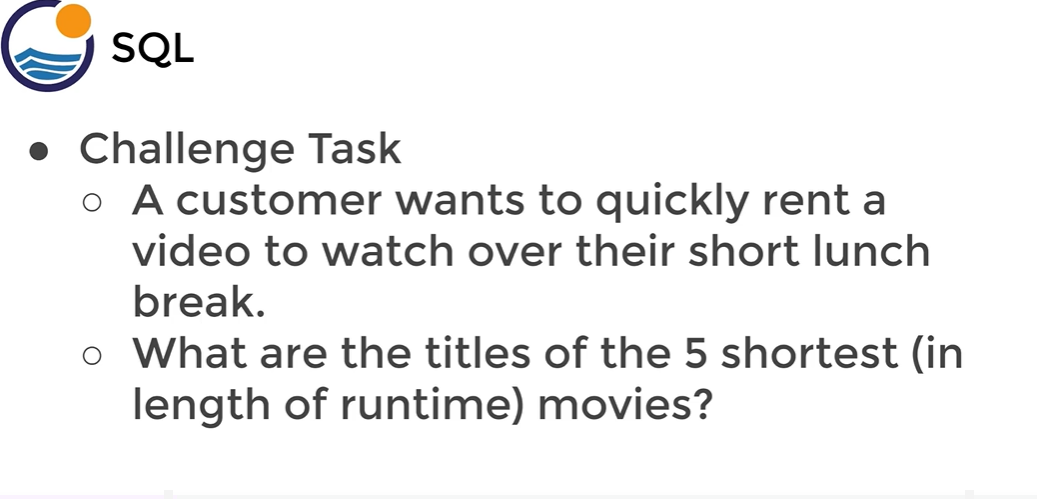 SQL
● Challenge Task
○ A customer wants to quickly rent a
video to watch over their short lunch
break.
○ What are the titles of the 5 shortest (in
length of runtime) movies?